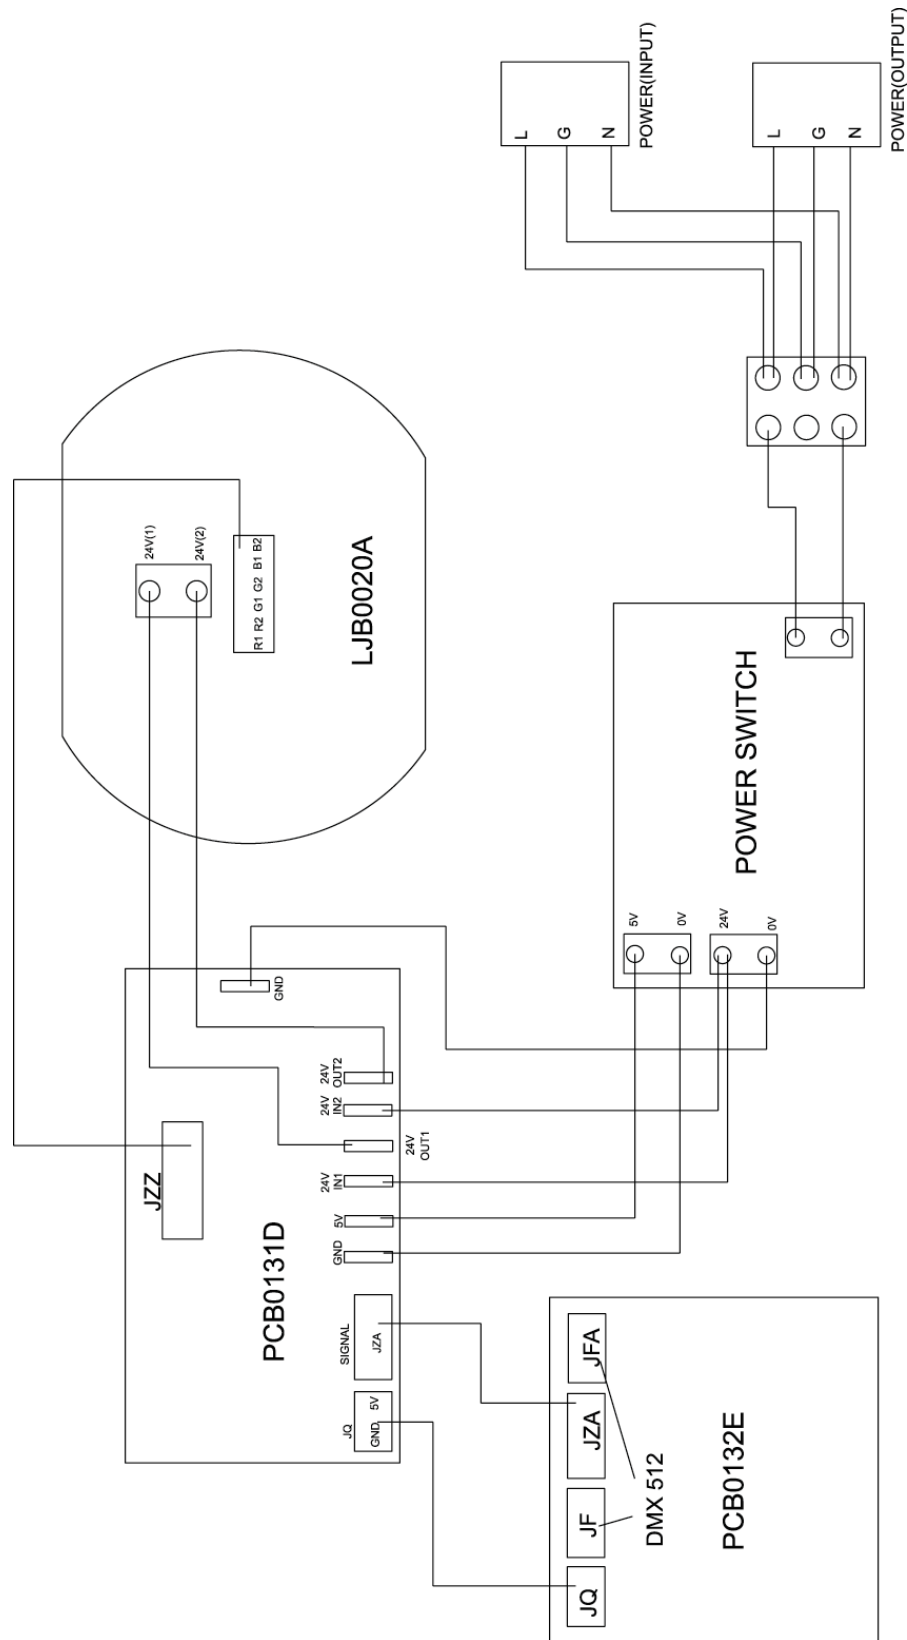 L
G
N
POWER(INPUT)
L
G
N
POWER(OUTPUT)
24V(1)
24V(2)
R1 R2 G1 G2 B1 B2
LJB0020A
POWER SWITCH
5V
0V
24V
0V
GND
24V
OUT2
24V
IN2
24V
OUT1
24V
IN1
5V
GND
JZZ
PCB0131D
SIGNAL
JZA
JQ
GND 5V
JFA
JZA
JF
JQ
DMX 512
PCB0132E